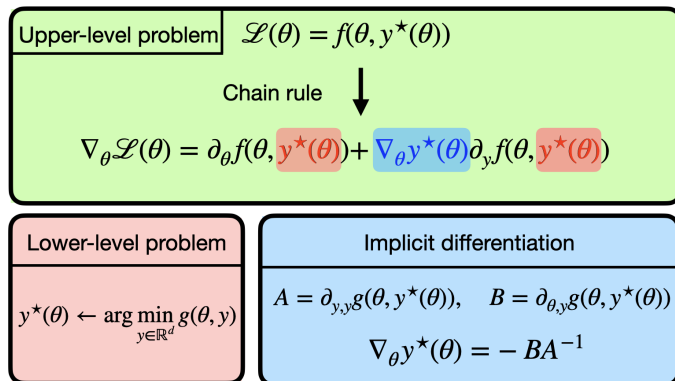 Upper-level problem ℒ(θ) = f(θ, y⋆(θ))
Chain rule
∇θℒ(θ) = ∂θf(θ, y⋆(θ))+ ∇θy⋆(θ)∂yf(θ, y⋆(θ))
Lower-level problem
y⋆(θ) ← arg min g(θ, y)
y∈ℝᵈ
Implicit differentiation
A = ∂y,yg(θ, y⋆(θ)), B = ∂θ,yg(θ, y⋆(θ))
∇θy⋆(θ) = − BA⁻¹